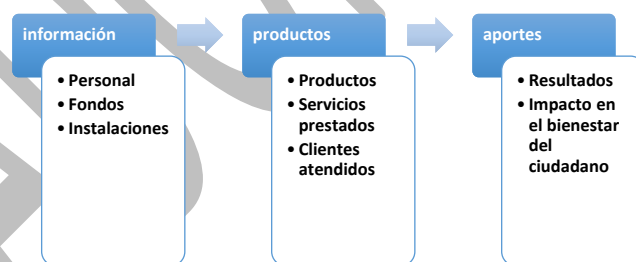 información
• Personal
• Fondos
• Instalaciones
productos
• Productos
• Servicios
prestados
• Clientes
atendidos
aportes
• Resultados
• Impacto en
el bienestar
del
ciudadano